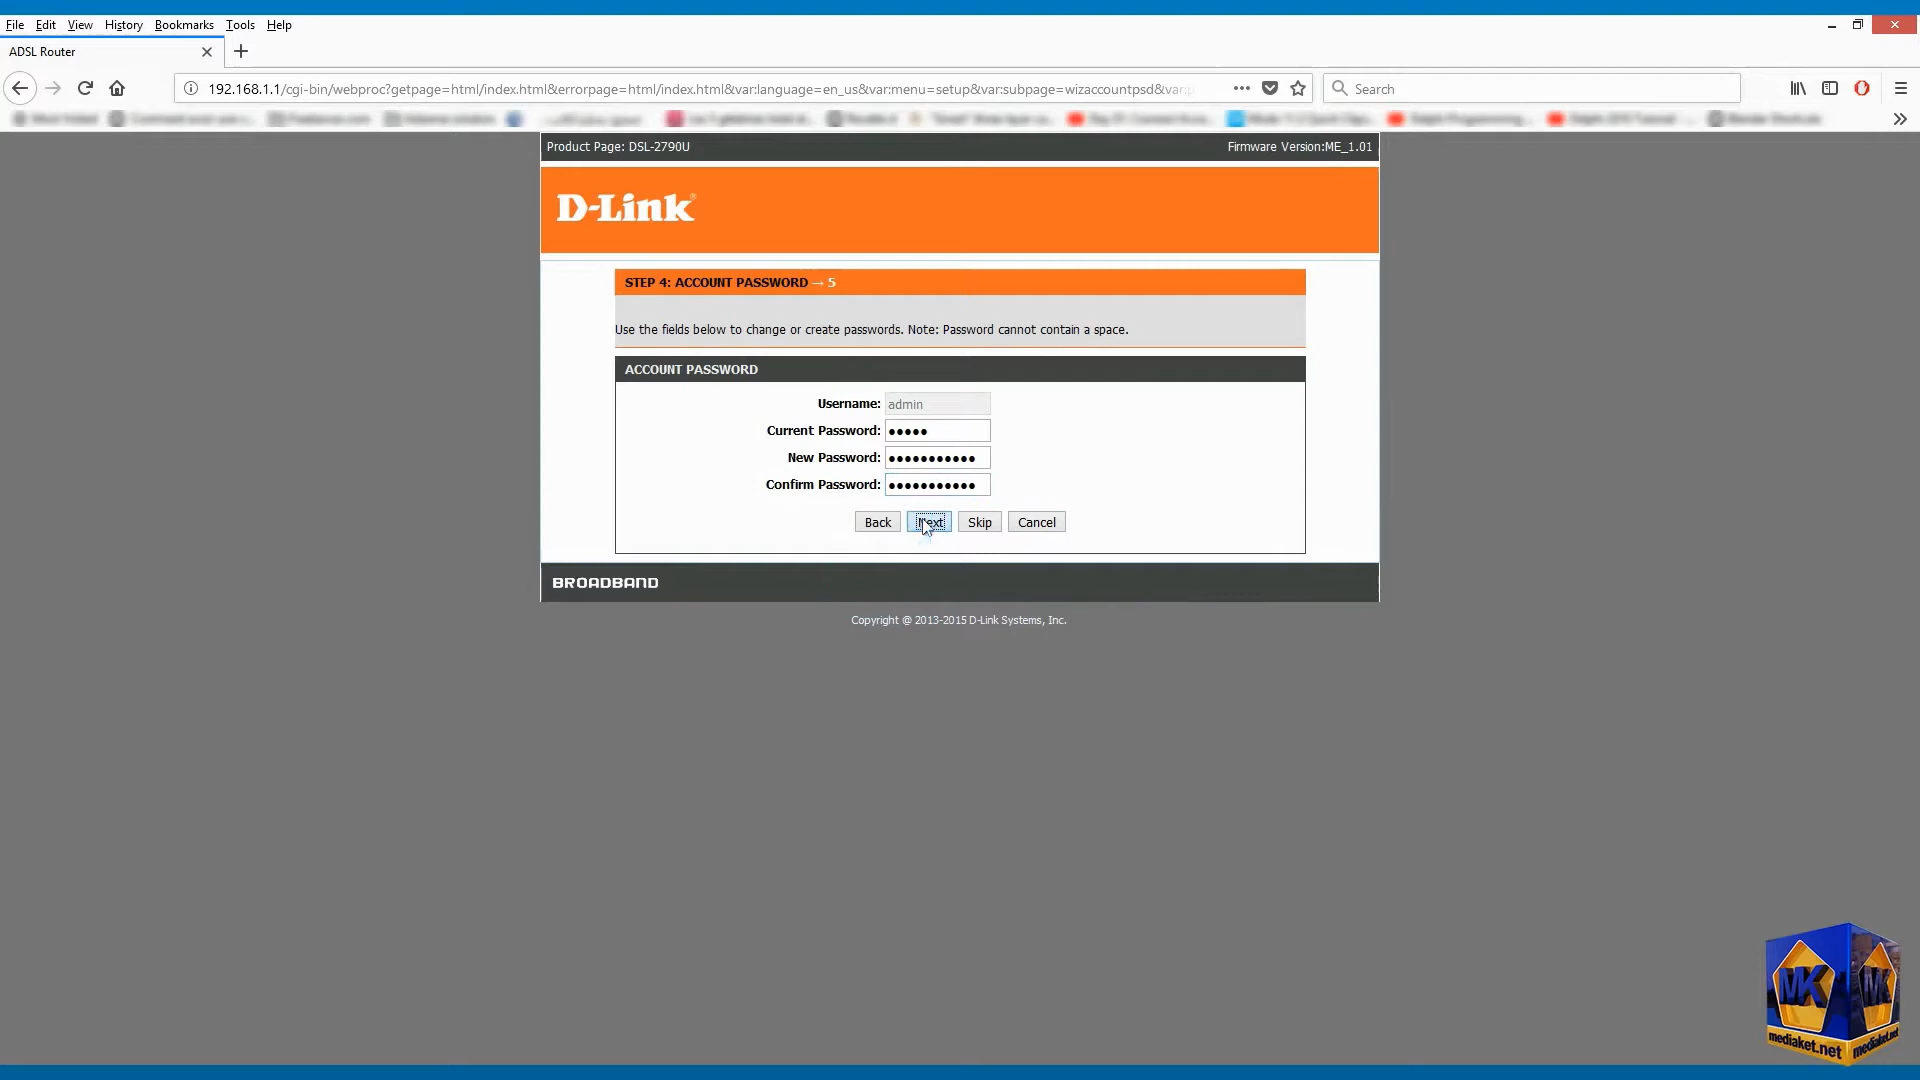 File Edit View History Bookmarks Tools Help
ADSL Router
192.168.1.1/cgi-bin/webproc?getpage=html/index.html&errorpage=html/index.html&var:language=en_us&var:menu=setup&var:subpage=wizaccountpsd&var:p
Search
Product Page: DSL-2790U
Firmware Version:ME_1.01
D-Link
STEP 4: ACCOUNT PASSWORD → 5
Use the fields below to change or create passwords. Note: Password cannot contain a space.
ACCOUNT PASSWORD
Username: admin
Current Password: •••••
New Password: •••••••••••
Confirm Password: •••••••••••
Back Next Skip Cancel
BROADBAND
Copyright @ 2013-2015 D-Link Systems, Inc.
MK MK
mediaket.net mediaket.net